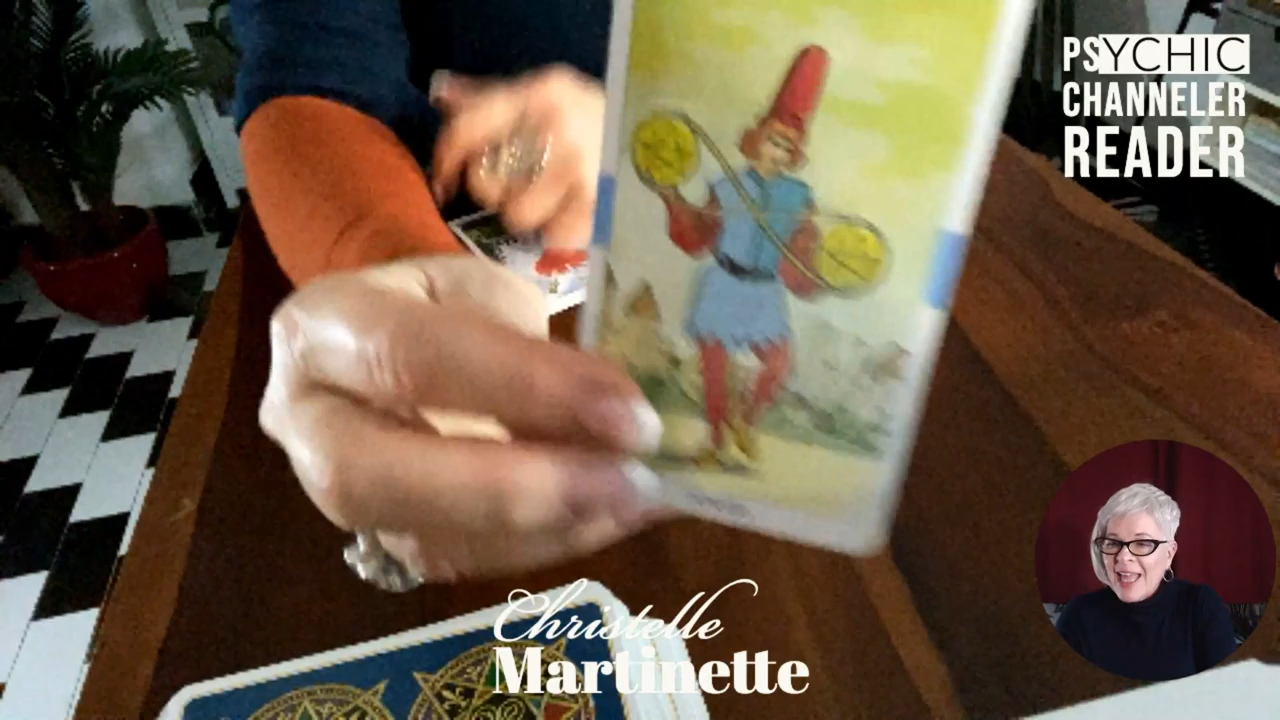 PSYCHIC
CHANNELER
READER
Christelle
Martinette